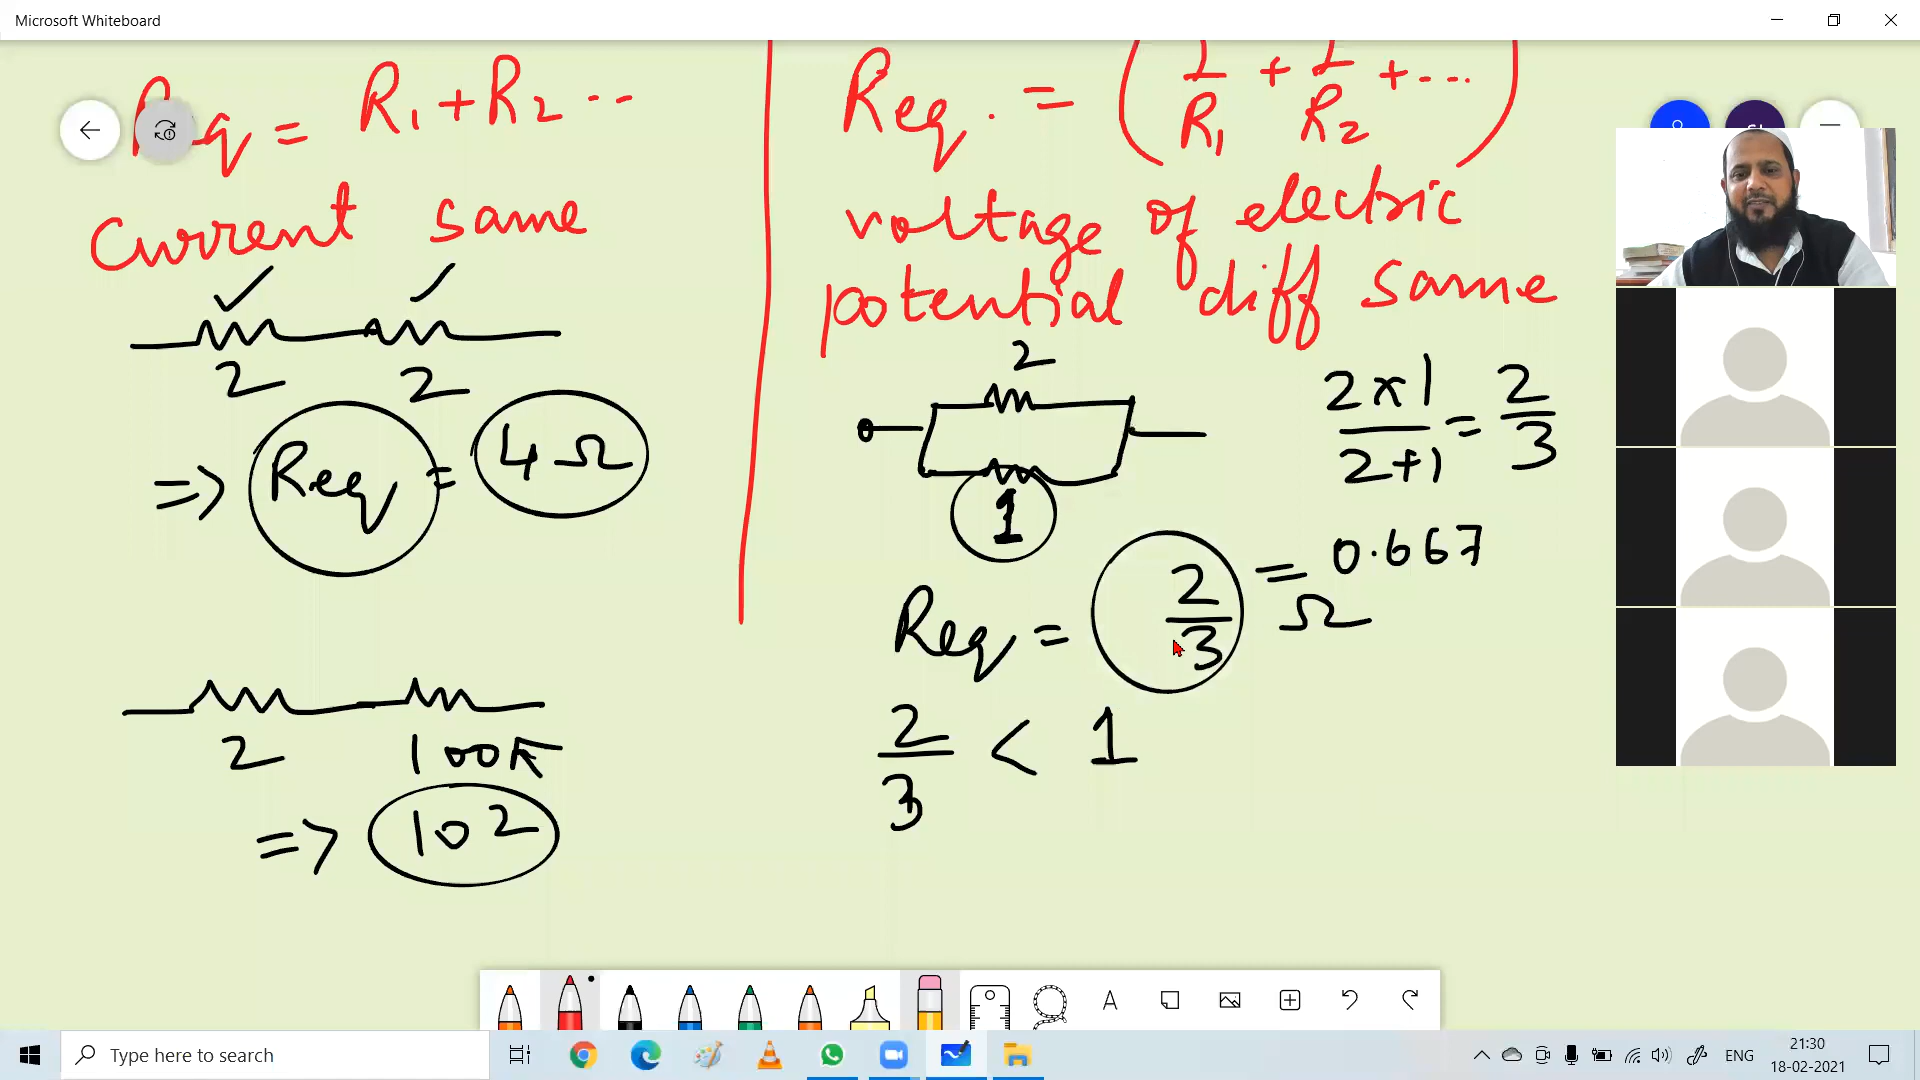 Microsoft Whiteboard
Req = R1 + R2 ..
Current same
2 2
=> Req = 4 Ω
2 100
=> 102
Req. = ( 1/R1 + 1/R2 + ... )
voltage of electric
potential diff same
2
1
2 x 1 / 2 + 1 = 2/3
Req = 2/3 = 0.667 Ω
2/3 < 1
A
Type here to search
ENG
21:30
18-02-2021